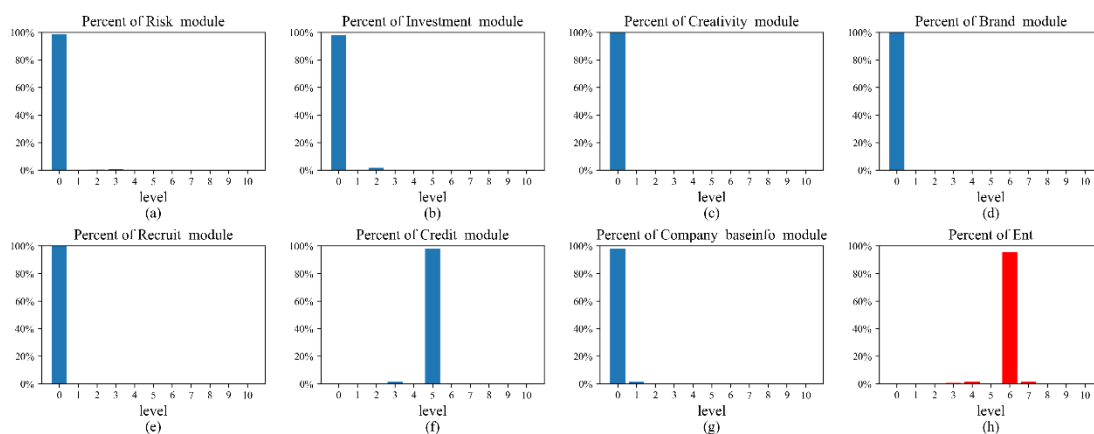 Percent of Risk module
100%
80%
60%
40%
20%
0%
0 1 2 3 4 5 6 7 8 9 10
level
(a)
Percent of Investment module
100%
80%
60%
40%
20%
0%
0 1 2 3 4 5 6 7 8 9 10
level
(b)
Percent of Creativity module
100%
80%
60%
40%
20%
0%
0 1 2 3 4 5 6 7 8 9 10
level
(c)
Percent of Brand module
100%
80%
60%
40%
20%
0%
0 1 2 3 4 5 6 7 8 9 10
level
(d)
Percent of Recruit module
100%
80%
60%
40%
20%
0%
0 1 2 3 4 5 6 7 8 9 10
level
(e)
Percent of Credit module
100%
80%
60%
40%
20%
0%
0 1 2 3 4 5 6 7 8 9 10
level
(f)
Percent of Company baseinfo module
100%
80%
60%
40%
20%
0%
0 1 2 3 4 5 6 7 8 9 10
level
(g)
Percent of Ent
100%
80%
60%
40%
20%
0%
0 1 2 3 4 5 6 7 8 9 10
level
(h)